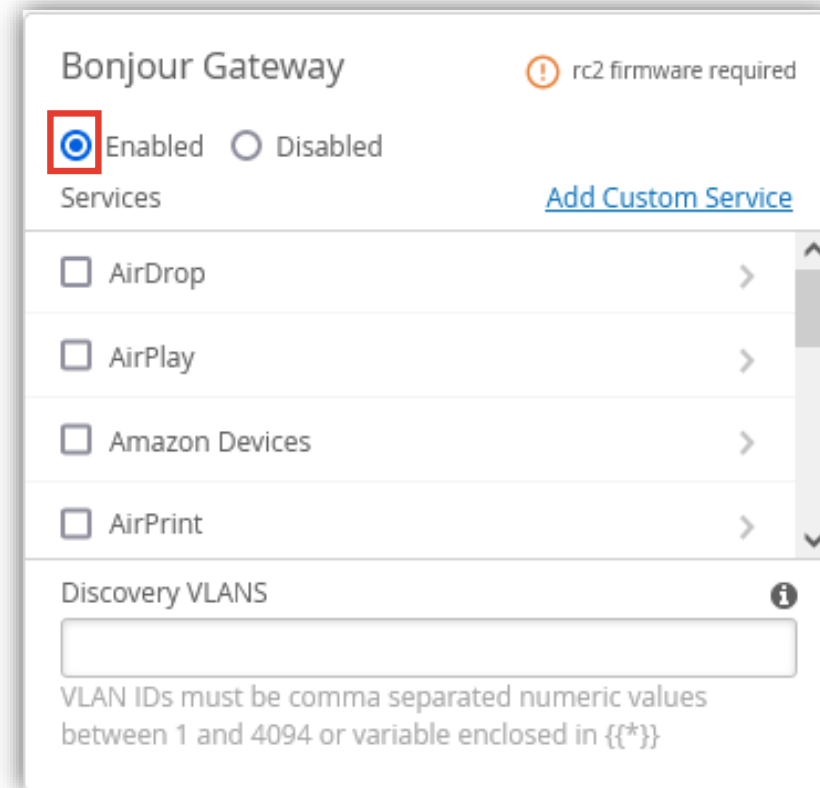 Bonjour Gateway
rc2 firmware required
Enabled Disabled
Services Add Custom Service
AirDrop
AirPlay
Amazon Devices
AirPrint
Discovery VLANS
VLAN IDs must be comma separated numeric values
between 1 and 4094 or variable enclosed in {{*}}